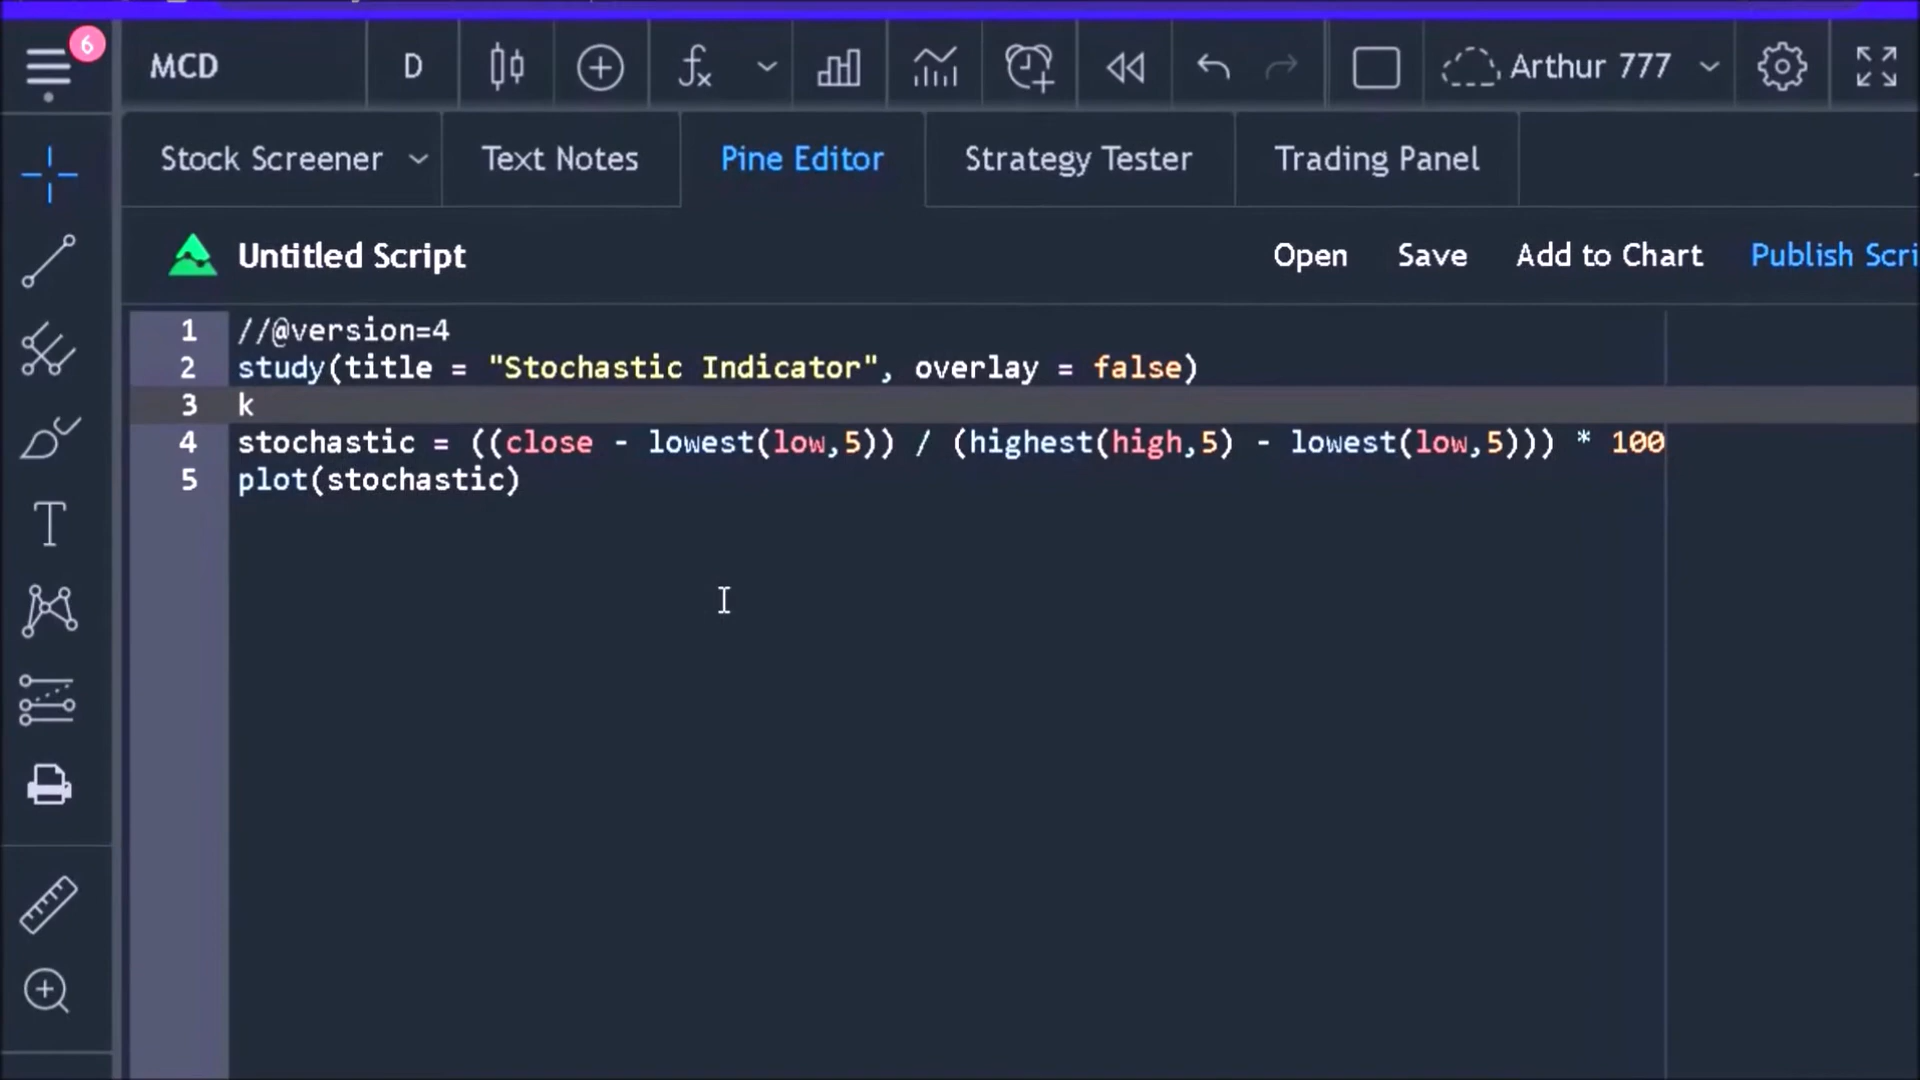 6
MCD D Arthur 777
Stock Screener Text Notes Pine Editor Strategy Tester Trading Panel
Untitled Script Open Save Add to Chart Publish Scri
1 //@version=4
2 study(title = "Stochastic Indicator", overlay = false)
3 k
4 stochastic = ((close - lowest(low,5)) / (highest(high,5) - lowest(low,5))) * 100
5 plot(stochastic)